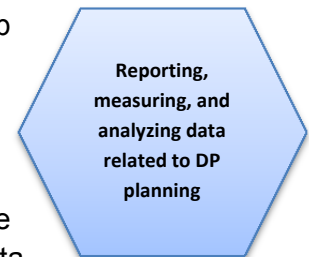 Reporting,
measuring, and
analyzing data
related to DP
planning